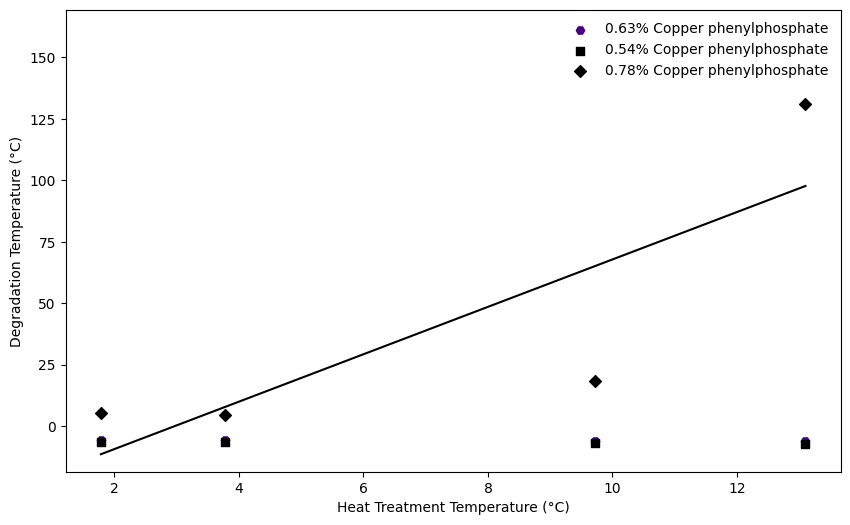 0.63% Copper phenylphosphate
0.54% Copper phenylphosphate
0.78% Copper phenylphosphate
150
125
100
75
50
25
0
Degradation Temperature (°C)
2 4 6 8 10 12
Heat Treatment Temperature (°C)